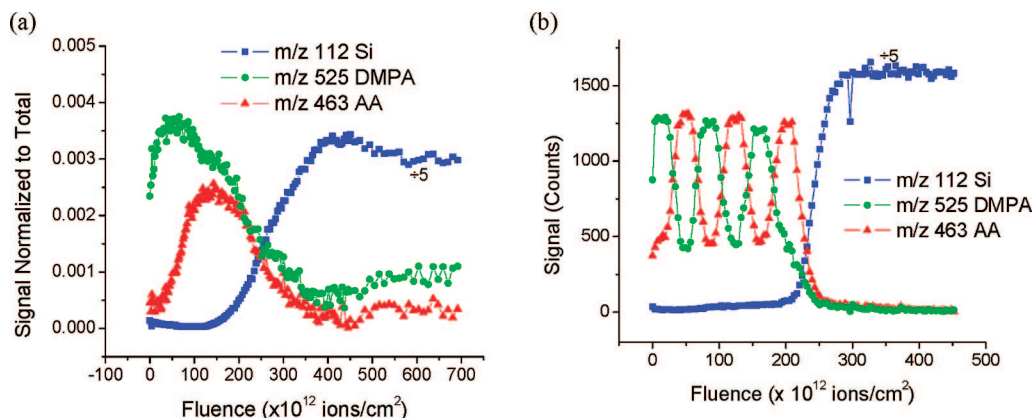 (a)
0.005
0.004
0.003
0.002
0.001
0.000
Signal Normalized to Total
m/z 112 Si
m/z 525 DMPA
m/z 463 AA
÷5
-100 0 100 200 300 400 500 600 700
Fluence (x10¹² ions/cm²)
(b)
1500
1250
1000
750
500
250
0
Signal (Counts)
÷5
m/z 112 Si
m/z 525 DMPA
m/z 463 AA
0 100 200 300 400 500
Fluence (x 10¹² ions/cm²)